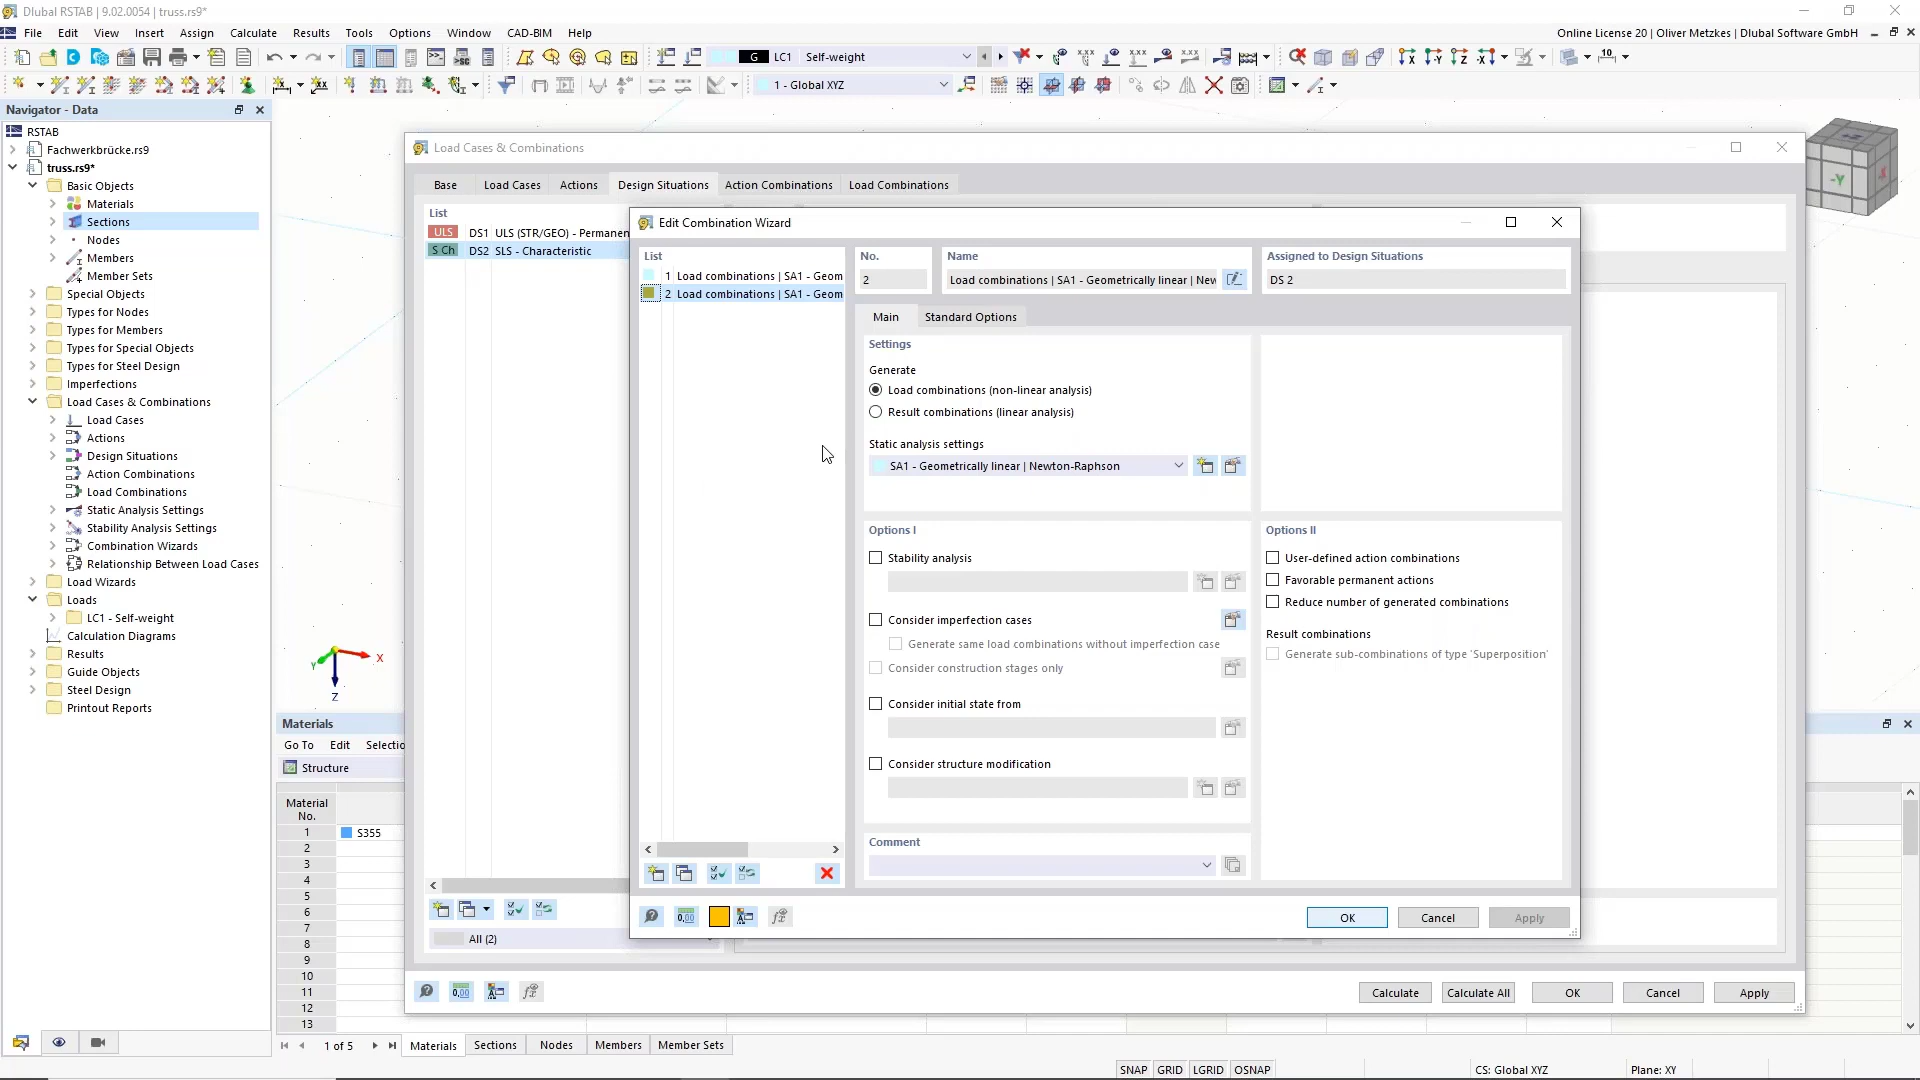 Dlubal RSTAB | 9.02.0054 | truss.rs9*
File Edit View Insert Assign Calculate Results Tools Options Window CAD-BIM Help
Online License 20 | Oliver Metzkes | Dlubal Software GmbH
G LC1 Self-weight
1 - Global XYZ
Navigator - Data
RSTAB
Fachwerkbrücke.rs9
truss.rs9*
Basic Objects
Materials
Sections
Nodes
Members
Member Sets
Special Objects
Types for Nodes
Types for Members
Types for Special Objects
Types for Steel Design
Imperfections
Load Cases & Combinations
Load Cases
Actions
Design Situations
Action Combinations
Load Combinations
Static Analysis Settings
Stability Analysis Settings
Combination Wizards
Relationship Between Load Cases
Load Wizards
Loads
LC1 - Self-weight
Calculation Diagrams
Results
Guide Objects
Steel Design
Printout Reports
Load Cases & Combinations
Base Load Cases Actions Design Situations Action Combinations Load Combinations
List
ULS DS1 ULS (STR/GEO) - Permanen
S Ch DS2 SLS - Characteristic
All (2)
Edit Combination Wizard
List
1 Load combinations | SA1 - Geom
2 Load combinations | SA1 - Geom
No.
2
Name
Load combinations | SA1 - Geometrically linear | New
Assigned to Design Situations
DS 2
Main Standard Options
Settings
Generate
Load combinations (non-linear analysis)
Result combinations (linear analysis)
Static analysis settings
SA1 - Geometrically linear | Newton-Raphson
Options I
Stability analysis
Consider imperfection cases
Generate same load combinations without imperfection case
Consider construction stages only
Consider initial state from
Consider structure modification
Options II
User-defined action combinations
Favorable permanent actions
Reduce number of generated combinations
Result combinations
Generate sub-combinations of type 'Superposition'
Comment
OK Cancel Apply
Calculate Calculate All OK Cancel Apply
-Y
X
Y
X
Z
Materials
Go To Edit Selectio
Structure
Material
No.
1 S355
2
3
4
5
6
7
8
9
10
11
12
13
1 of 5 Materials Sections Nodes Members Member Sets
SNAP GRID LGRID OSNAP CS: Global XYZ Plane: XY